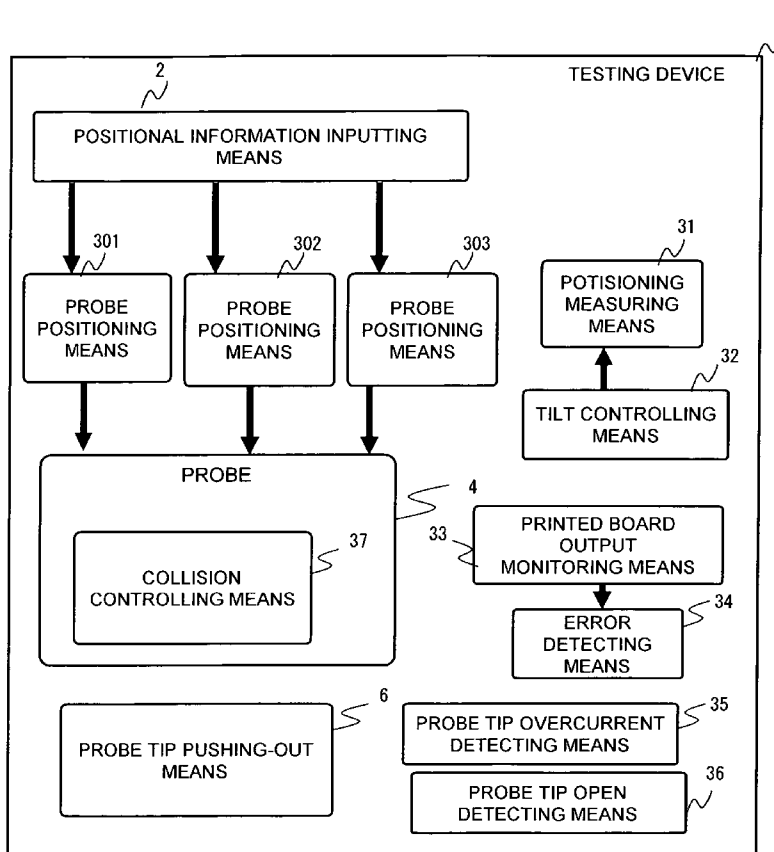 TESTING DEVICE
2
POSITIONAL INFORMATION INPUTTING
MEANS
301
PROBE
POSITIONING
MEANS
302
PROBE
POSITIONING
MEANS
303
PROBE
POSITIONING
MEANS
31
POTISIONING
MEASURING
MEANS
32
TILT CONTROLLING
MEANS
PROBE
4
37
COLLISION
CONTROLLING MEANS
33
PRINTED BOARD
OUTPUT
MONITORING MEANS
34
ERROR
DETECTING
MEANS
6
PROBE TIP PUSHING-OUT
MEANS
35
PROBE TIP OVERCURRENT
DETECTING MEANS
36
PROBE TIP OPEN
DETECTING MEANS